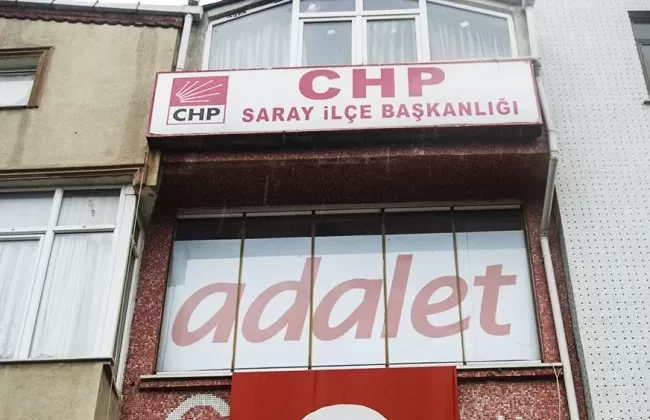 CHP
CHP
SARAY İLÇE BAŞKANLIĞI
adalet